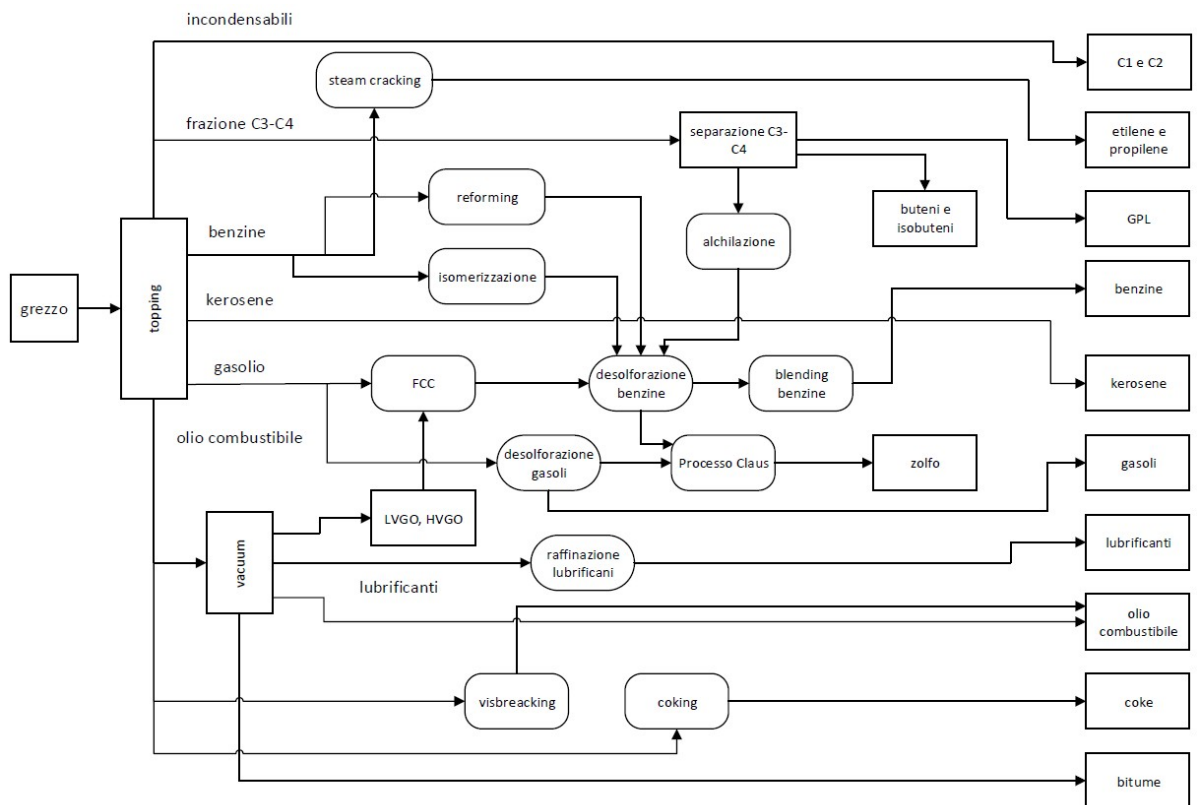 incondensabili
C1 e C2
steam cracking
frazione C3-C4
separazione C3-
C4
etilene e
propilene
reforming
buteni e
isobuteni
GPL
benzine
alchilazione
isomerizzazione
benzine
kerosene
grezzo
topping
gasolio
FCC
desolforazione
benzine
blending
benzine
kerosene
olio combustibile
desolforazione
gasoli
Processo Claus
zolfo
gasoli
LVGO, HVGO
vacuum
raffinazione
lubrificani
lubrificanti
lubrificanti
olio
combustibile
visbreacking
coking
coke
bitume